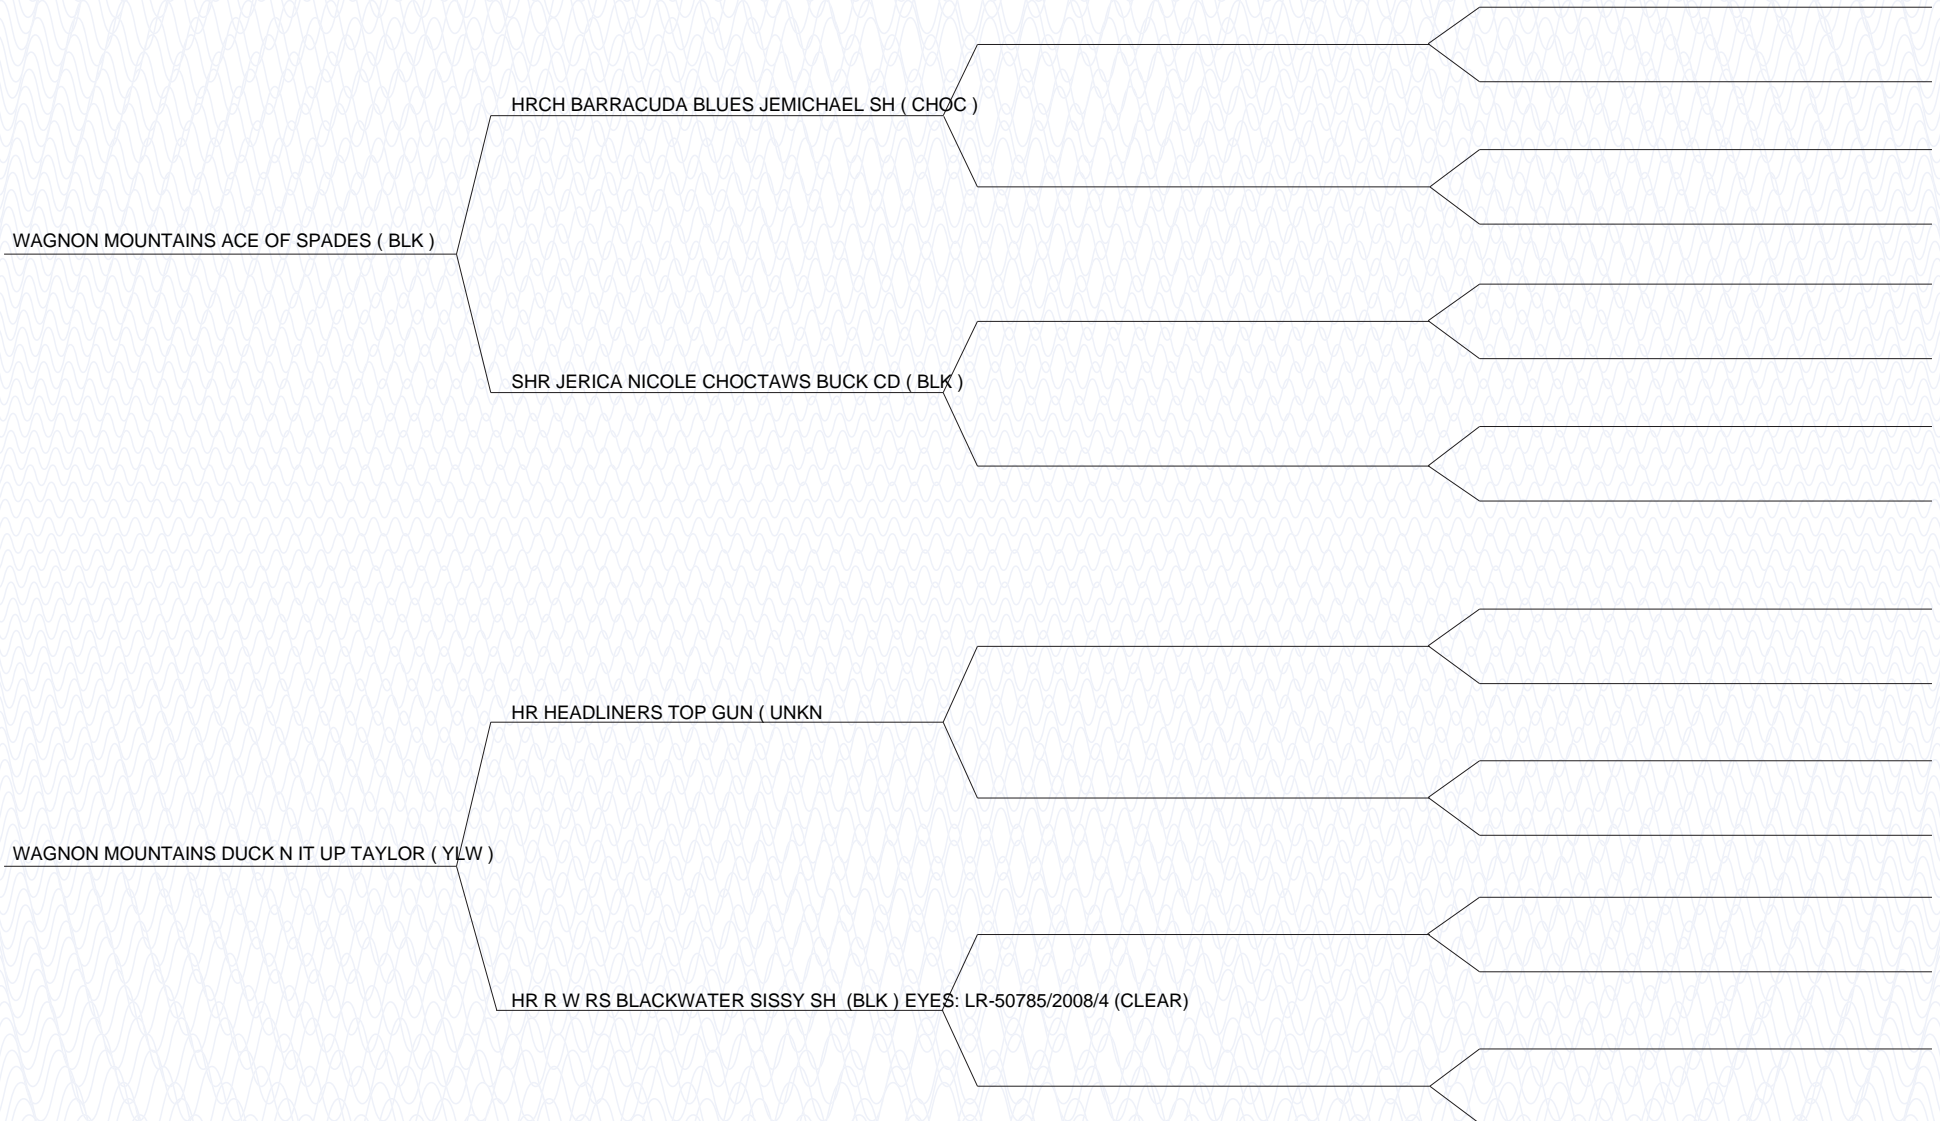 HRCH BARRACUDA BLUES JEMICHAEL SH ( CHOC )
WAGNON MOUNTAINS ACE OF SPADES ( BLK )
SHR JERICA NICOLE CHOCTAWS BUCK CD ( BLK )
HR HEADLINERS TOP GUN ( UNKN
WAGNON MOUNTAINS DUCK N IT UP TAYLOR ( YLW )
HR R W RS BLACKWATER SISSY SH (BLK ) EYES: LR-50785/2008/4 (CLEAR)